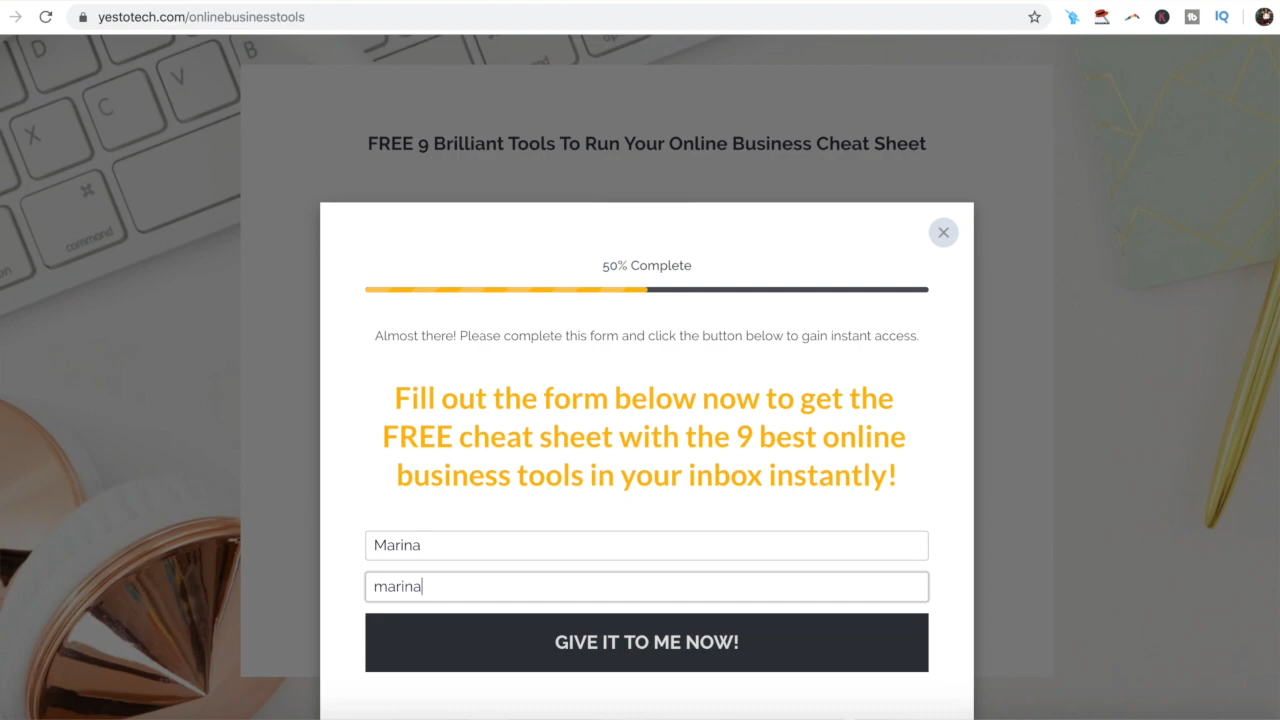 yestotech.com/onlinebusinesstools
K
tb
IQ
D
B
V
C
X
command
FREE 9 Brilliant Tools To Run Your Online Business Cheat Sheet
50% Complete
Almost there! Please complete this form and click the button below to gain instant access.
Fill out the form below now to get the
FREE cheat sheet with the 9 best online
business tools in your inbox instantly!
Marina
marina
GIVE IT TO ME NOW!